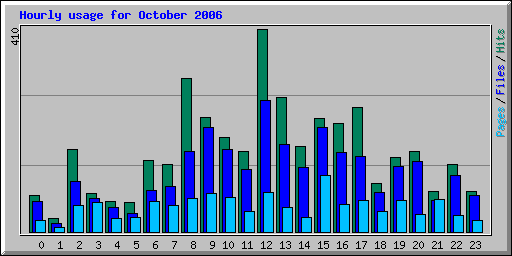 Hourly usage for October 2006
410
Pages / Files / Hits
0 1 2 3 4 5 6 7 8 9 10 11 12 13 14 15 16 17 18 19 20 21 22 23